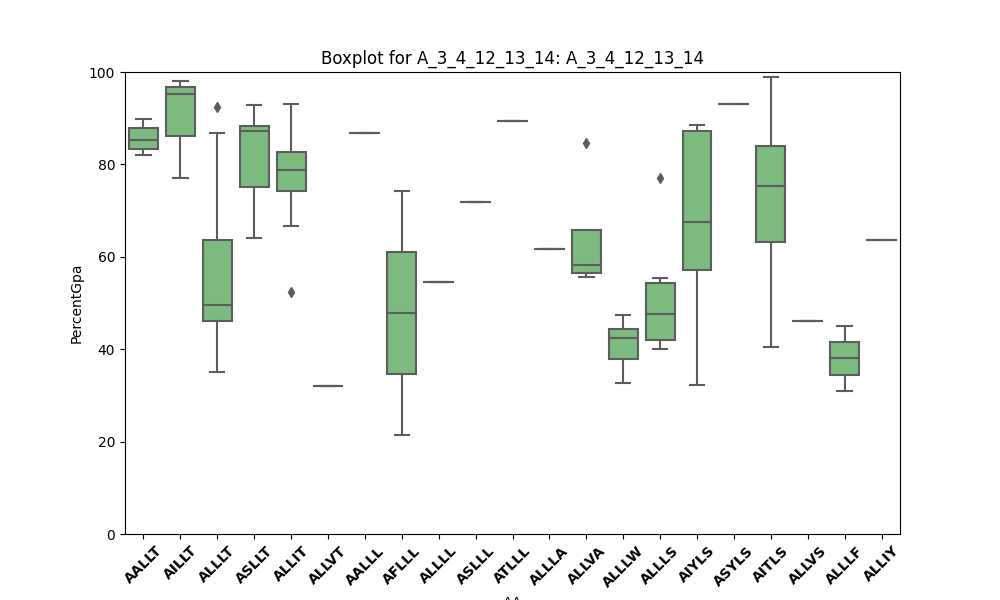 Boxplot for A_3_4_12_13_14: A_3_4_12_13_14
100
80
60
40
20
0
PercentGpa
AALLT AILLT ALLLT ASLLT ALLIT ALLVT AALLL AFLLL ALLLL ASLLL ATLLL ALLLA ALLVA ALLLW ALLLS AIYLS ASYLS AITLS ALLVS ALLLF ALLIY
AA